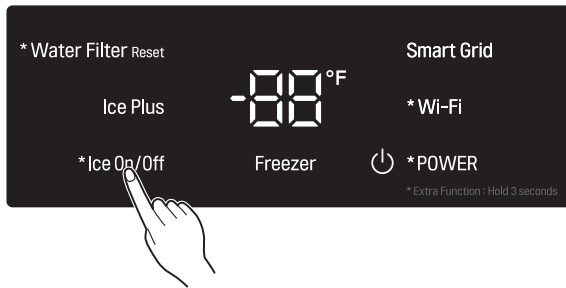 * Water Filter Reset
Ice Plus
* Ice On/Off
-88 °F
Freezer
Smart Grid
* Wi-Fi
* POWER
* Extra Function : Hold 3 seconds